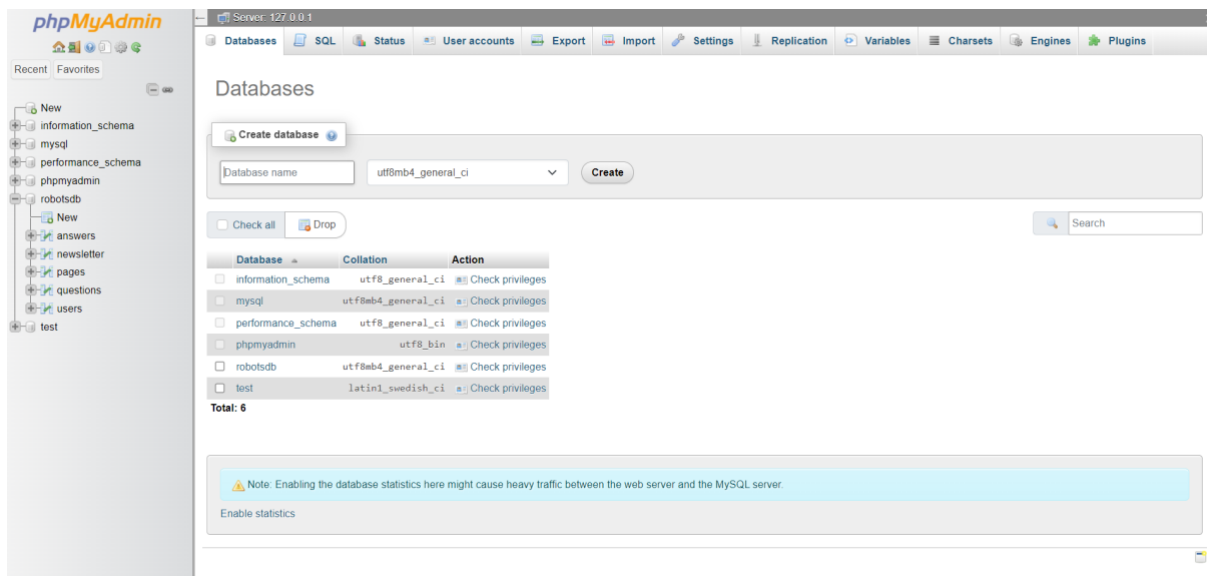 phpMyAdmin
Recent Favorites
New
information_schema
mysql
performance_schema
phpmyadmin
robotsdb
New
answers
newsletter
pages
questions
users
test
Server: 127.0.0.1
Databases SQL Status User accounts Export Import Settings Replication Variables Charsets Engines Plugins
Databases
Create database
Database name utf8mb4_general_ci Create
Check all Drop Search
Database Collation Action
information_schema utf8_general_ci Check privileges
mysql utf8mb4_general_ci Check privileges
performance_schema utf8_general_ci Check privileges
phpmyadmin utf8_bin Check privileges
robotsdb utf8mb4_general_ci Check privileges
test latin1_swedish_ci Check privileges
Total: 6
Note: Enabling the database statistics here might cause heavy traffic between the web server and the MySQL server.
Enable statistics